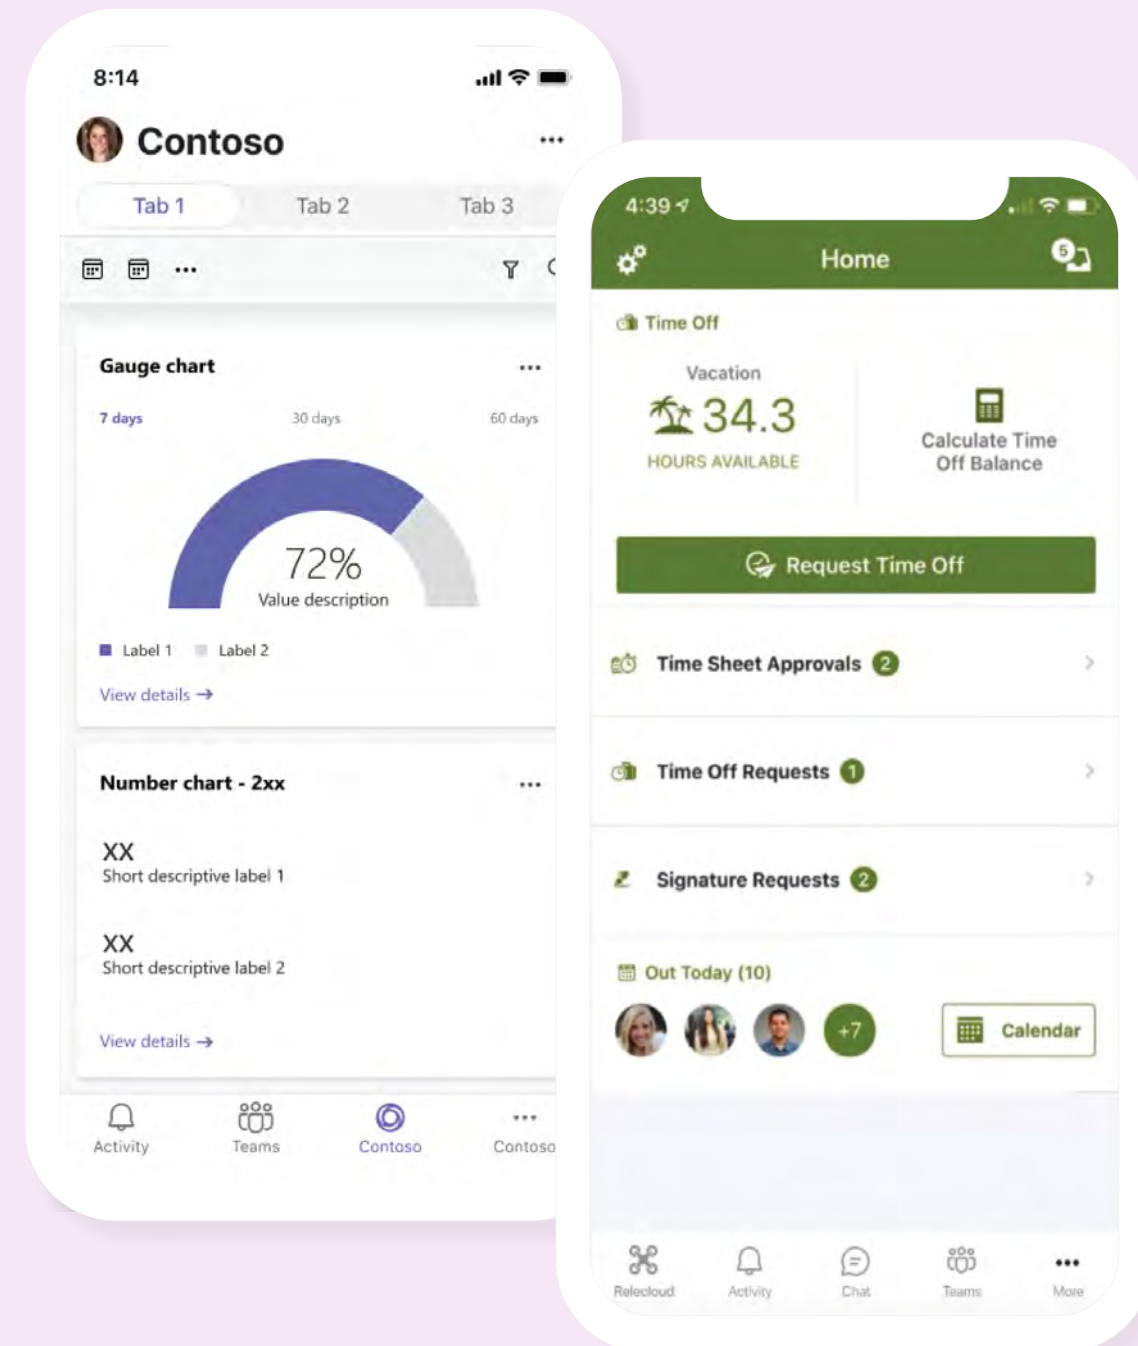 8:14
Contoso
Tab 1 Tab 2 Tab 3
Gauge chart
7 days 30 days 60 days
72%
Value description
Label 1 Label 2
View details
Number chart - 2xx
XX
Short descriptive label 1
XX
Short descriptive label 2
View details
Activity Teams Contoso Contoso
4:39
Home
5
Time Off
Vacation
34.3
HOURS AVAILABLE
Calculate Time
Off Balance
Request Time Off
Time Sheet Approvals 2
Time Off Requests 1
Signature Requests 2
Out Today (10)
+7
Calendar
Relecloud Activity Chat Teams More